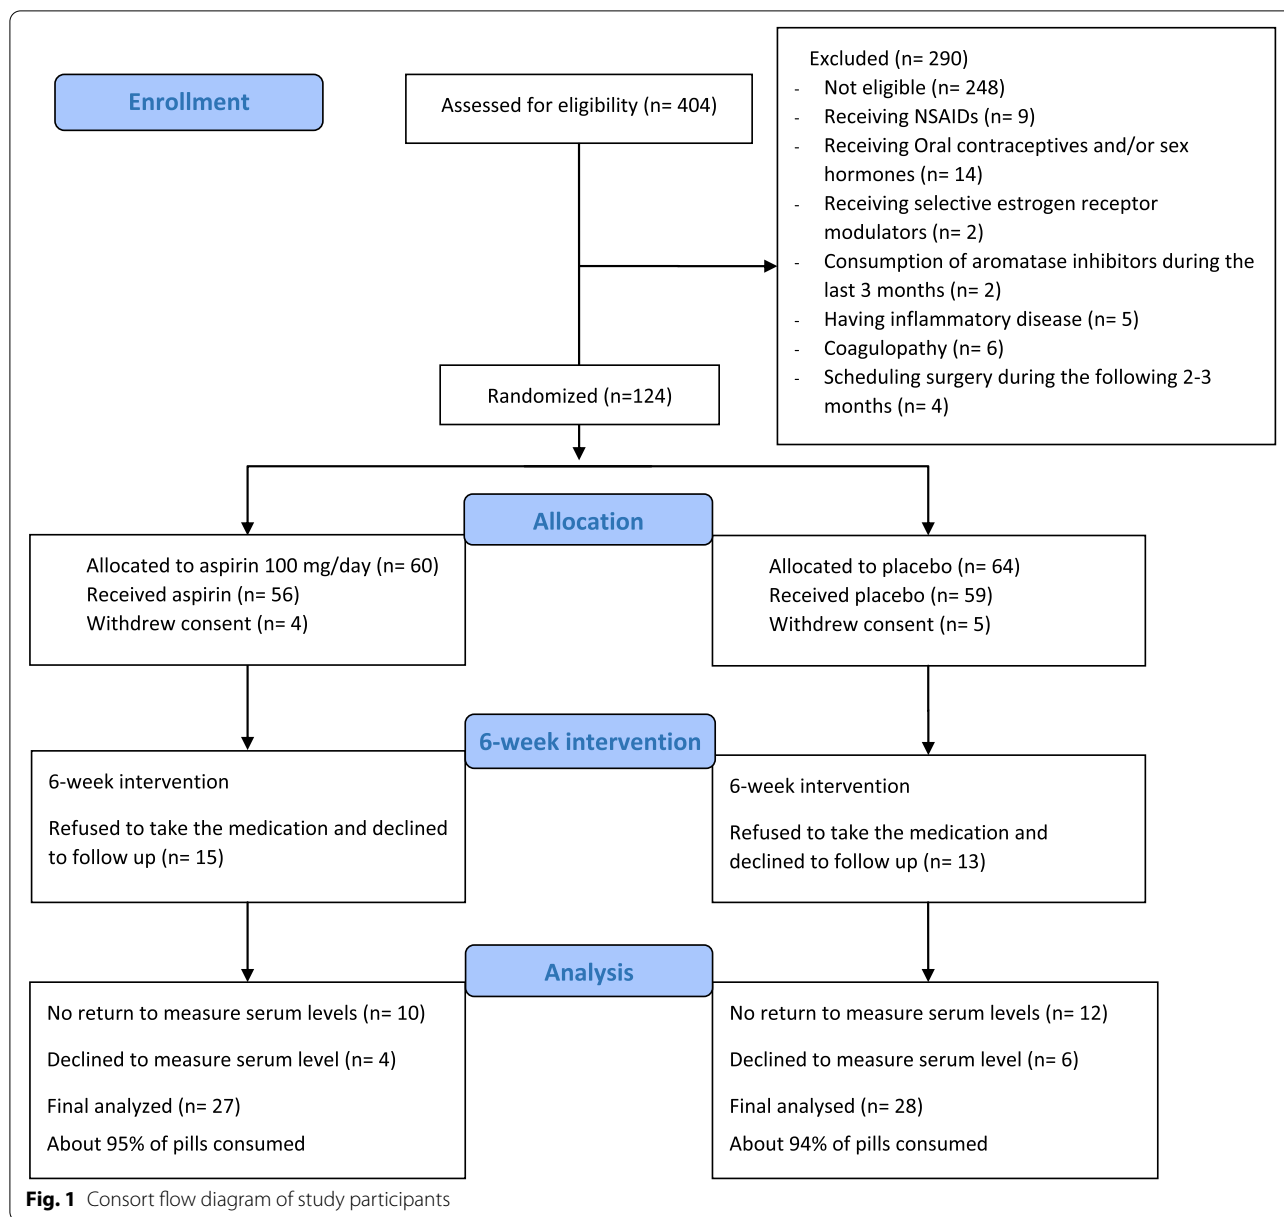 Enrollment
Assessed for eligibility (n= 404)
Excluded (n= 290)
- Not eligible (n= 248)
- Receiving NSAIDs (n= 9)
- Receiving Oral contraceptives and/or sex
hormones (n= 14)
- Receiving selective estrogen receptor
modulators (n= 2)
- Consumption of aromatase inhibitors during the
last 3 months (n= 2)
- Having inflammatory disease (n= 5)
- Coagulopathy (n= 6)
- Scheduling surgery during the following 2-3
months (n= 4)
Randomized (n=124)
Allocation
Allocated to aspirin 100 mg/day (n= 60)
Received aspirin (n= 56)
Withdrew consent (n= 4)
Allocated to placebo (n= 64)
Received placebo (n= 59)
Withdrew consent (n= 5)
6-week intervention
6-week intervention
Refused to take the medication and declined
to follow up (n= 15)
6-week intervention
Refused to take the medication and
declined to follow up (n= 13)
Analysis
No return to measure serum levels (n= 10)
Declined to measure serum level (n= 4)
Final analyzed (n= 27)
About 95% of pills consumed
No return to measure serum levels (n= 12)
Declined to measure serum level (n= 6)
Final analysed (n= 28)
About 94% of pills consumed
Fig. 1 Consort flow diagram of study participants